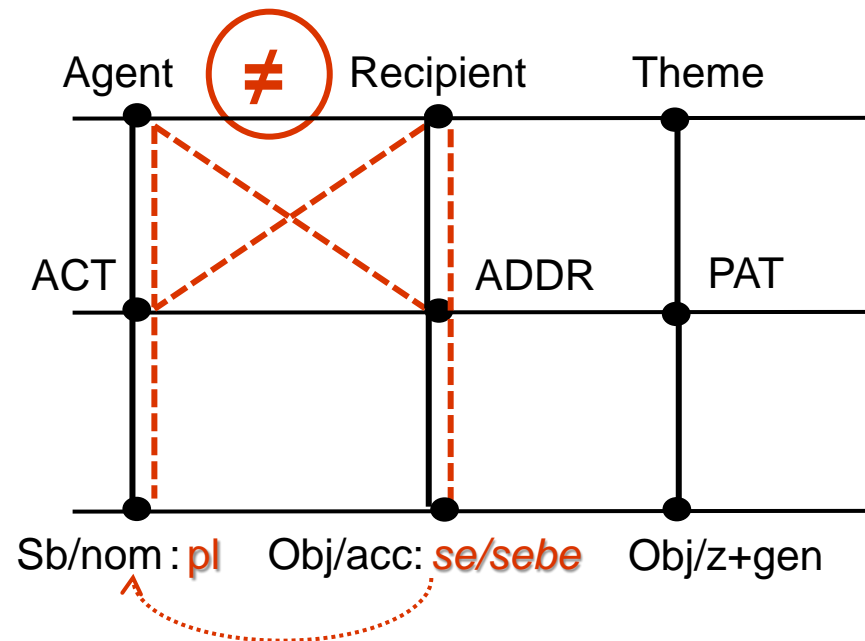 Agent ≠ Recipient Theme
ACT ADDR PAT
Sb/nom : pl Obj/acc: se/sebe Obj/z+gen